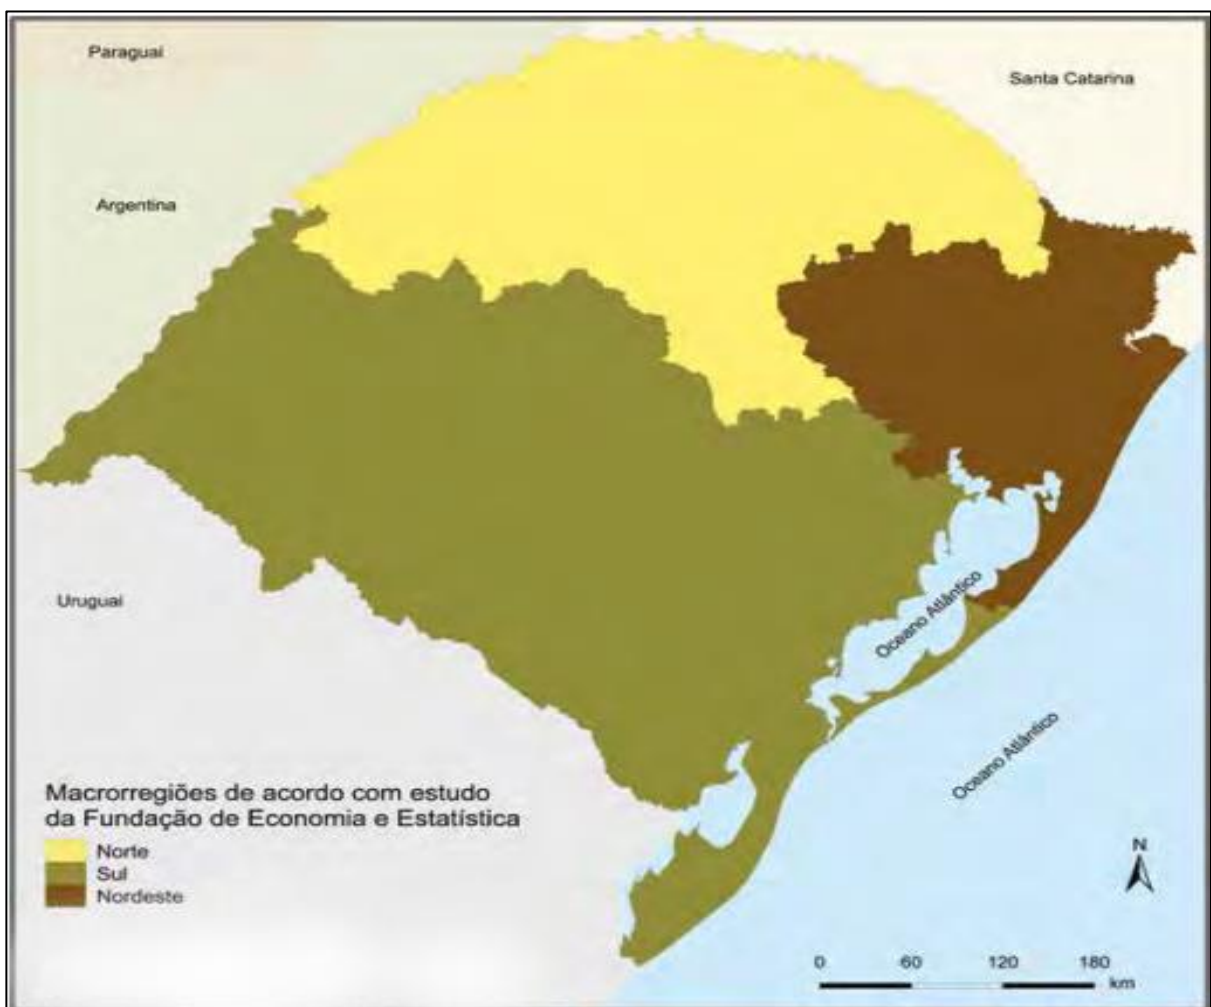 Paraguai
Santa Catarina
Argentina
Uruguai
Oceano Atlântico
Oceano Atlântico
Macrorregiões de acordo com estudo
da Fundação de Economia e Estatística
Norte
Sul
Nordeste
N
0 60 120 180
km